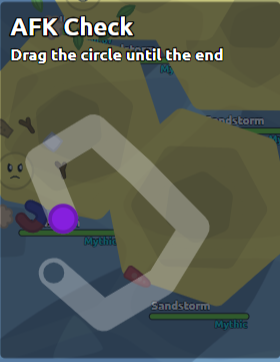 AFK Check
Drag the circle until the end
Sandstorm
Mythic
Sandstorm
Mythic